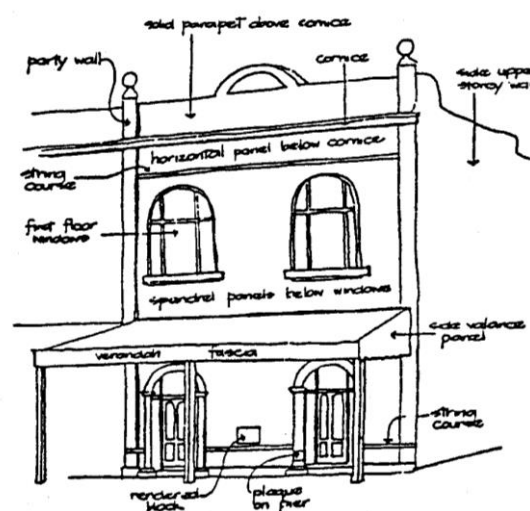 solid parapet above cornice
party wall
cornice
side upper
storey wa
horizontal panel below cornice
string
course
first floor
windows
spandrel panels below windows
side valance
panel
verandah fascia
string
course
rendered
block
plaque
on pier